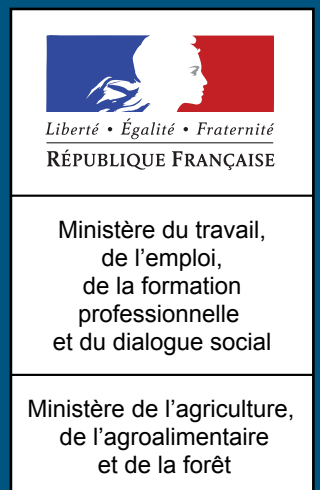 Liberté • Égalité • Fraternité
RÉPUBLIQUE FRANÇAISE
Ministère du travail,
de l’emploi,
de la formation
professionnelle
et du dialogue social
Ministère de l’agriculture,
de l’agroalimentaire
et de la forêt